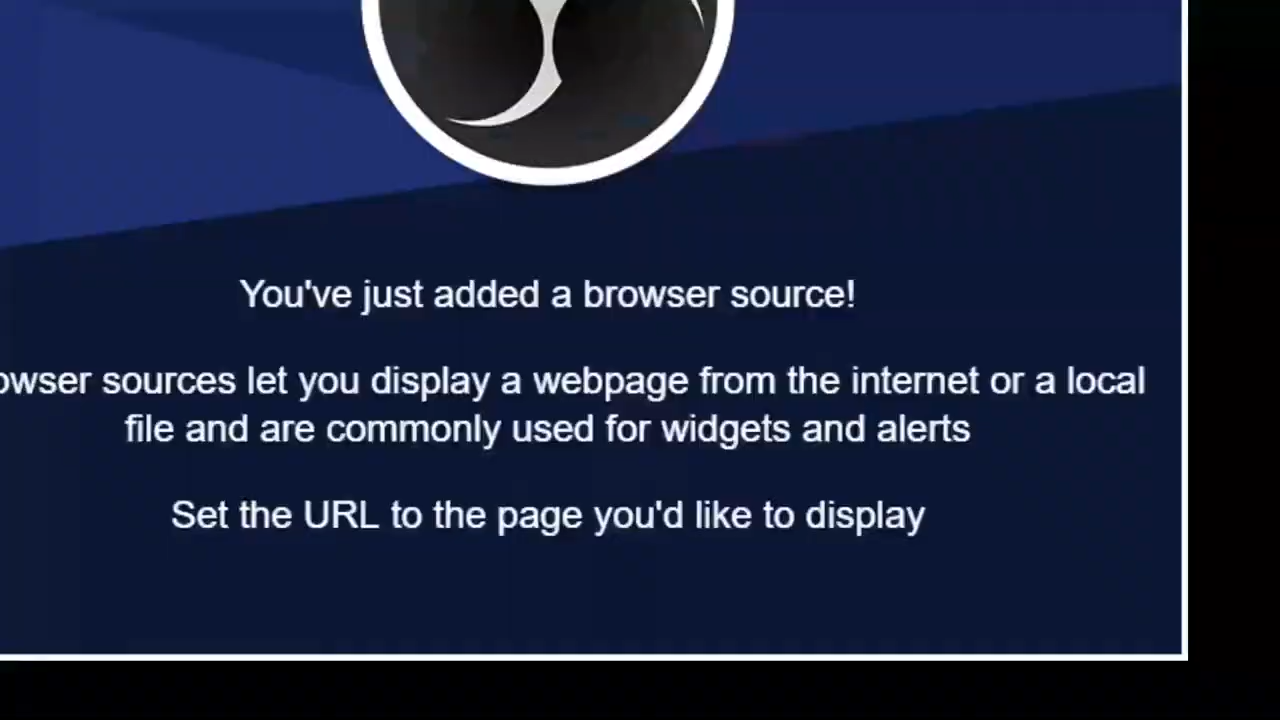 You've just added a browser source!
sources let you display a webpage from the internet or a local
file and are commonly used for widgets and alerts
Set the URL to the page you'd like to display